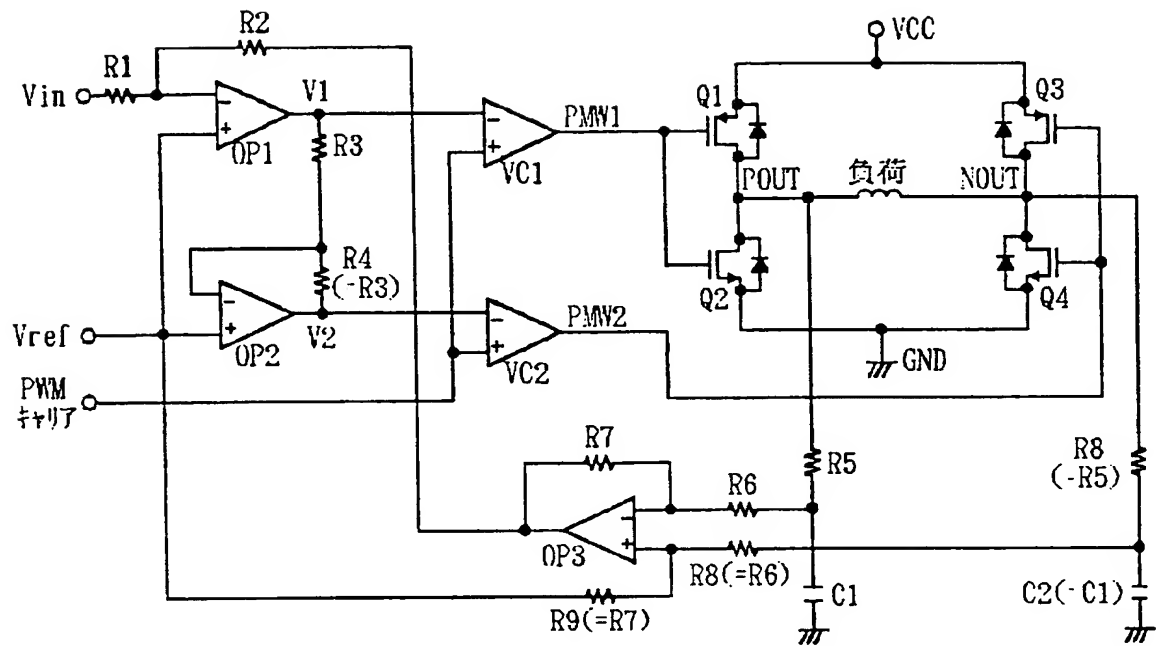 R2
VCC
R1
Vin
V1
Q1
Q3
PMW1
OP1
R3
VC1
POUT
負荷
NOUT
R4
(-R3)
Q2
Q4
Vref
PMW2
OP2
V2
VC2
GND
PWM
キャリア
R7
R5
R8
(-R5)
R6
OP3
R8(=R6)
C1
C2(-C1)
R9(=R7)